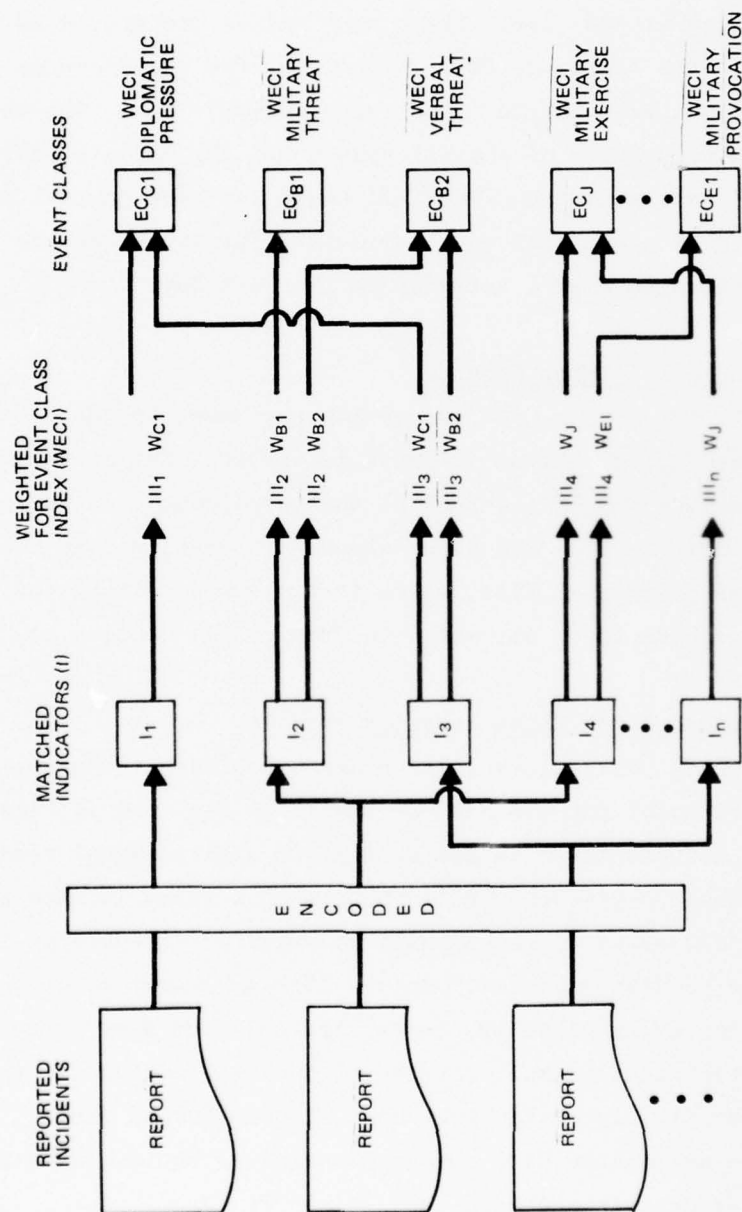 REPORTED
INCIDENTS
MATCHED
INDICATORS (I)
WEIGHTED
FOR EVENT CLASS
INDEX (WECI)
EVENT CLASSES
REPORT
REPORT
REPORT
ENCODED
I1
I2
I3
I4
In
III1 WC1
III2 WB1
III2 WB2
III3 WC1
III3 WB2
III4 WJ
III4 WEI
IIIn WJ
ECC1
ECB1
ECB2
ECJ
ECE1
WECI
DIPLOMATIC
PRESSURE
WECI
MILITARY
THREAT
WECI
VERBAL
THREAT
WECI
MILITARY
EXERCISE
WECI
MILITARY
PROVOCATION